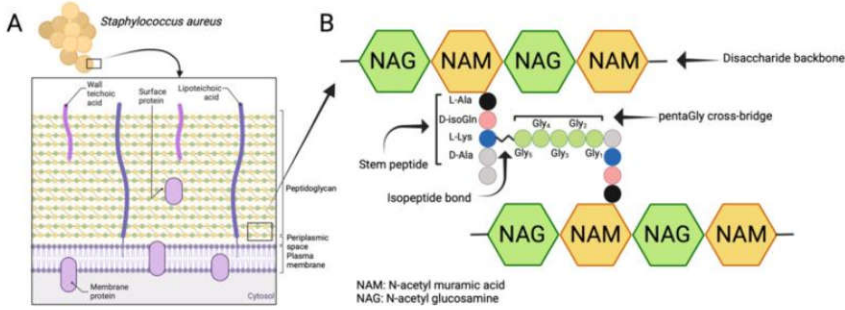 A
Staphylococcus aureus
Wall
teichoic
acid
Surface
protein
Lipoteichoic
acid
Peptidoglycan
Periplasmic
space
Plasma
membrane
Membrane
protein
Cytosol
B
NAG NAM NAG NAM
Disaccharide backbone
L-Ala
D-isoGln
L-Lys
D-Ala
Stem peptide
Gly4 Gly2
Gly5 Gly3 Gly1
pentaGly cross-bridge
Isopeptide bond
NAG NAM NAG NAM
NAM: N-acetyl muramic acid
NAG: N-acetyl glucosamine